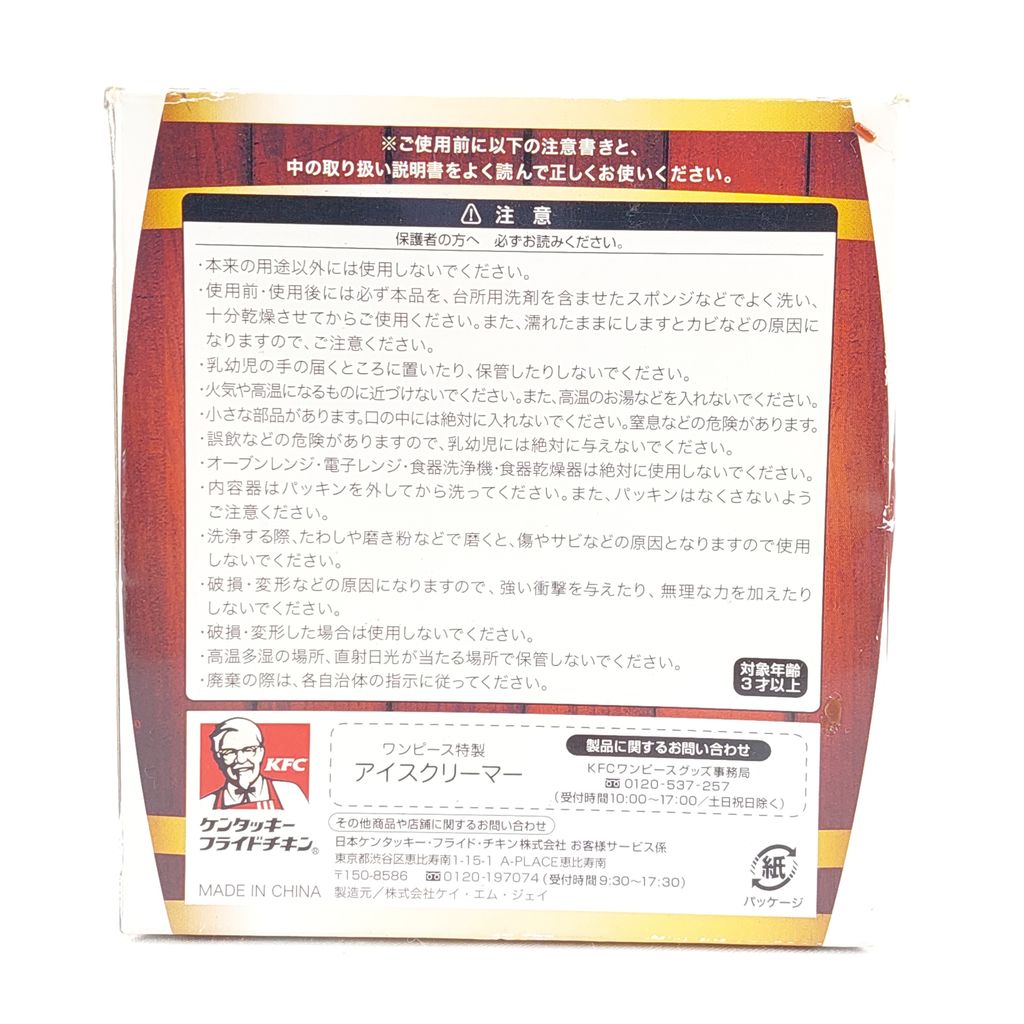 ※ご使用前に以下の注意書きと、
中の取り扱い説明書をよく読んで正しくお使いください。
⚠ 注 意
保護者の方へ 必ずお読みください。
・本来の用途以外には使用しないでください。
・使用前・使用後には必ず本品を、台所用洗剤を含ませたスポンジなどでよく洗い、
十分乾燥させてからご使用ください。また、濡れたままにしますとカビなどの原因に
なりますので、ご注意ください。
・乳幼児の手の届くところに置いたり、保管したりしないでください。
・火気や高温になるものに近づけないでください。また、高温のお湯などを入れないでください。
・小さな部品があります。口の中には絶対に入れないでください。窒息などの危険があります。
・誤飲などの危険がありますので、乳幼児には絶対に与えないでください。
・オーブンレンジ・電子レンジ・食器洗浄機・食器乾燥器は絶対に使用しないでください。
・内容器はパッキンを外してから洗ってください。また、パッキンはなくさないよう
ご注意ください。
・洗浄する際、たわしや磨き粉などで磨くと、傷やサビなどの原因となりますので使用
しないでください。
・破損・変形などの原因になりますので、強い衝撃を与えたり、無理な力を加えたり
しないでください。
・破損・変形した場合は使用しないでください。
・高温多湿の場所、直射日光が当たる場所で保管しないでください。
・廃棄の際は、各自治体の指示に従ってください。
対象年齢
3才以上
KFC
ケンタッキー
フライドチキン®
MADE IN CHINA
ワンピース特製
アイスクリーマー
製品に関するお問い合わせ
KFCワンピースグッズ事務局
0120-537-257
(受付時間10:00〜17:00/土日祝日除く)
その他商品や店舗に関するお問い合わせ
日本ケンタッキー・フライド・チキン株式会社 お客様サービス係
東京都渋谷区恵比寿南1-15-1 A-PLACE恵比寿南
〒150-8586 0120-197074(受付時間9:30〜17:30)
製造元/株式会社ケイ・エム・ジェイ
紙
パッケージ